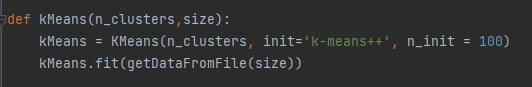 def kMeans(n_clusters,size):
    kMeans = KMeans(n_clusters, init='k-means++', n_init = 100)
    kMeans.fit(getDataFromFile(size))